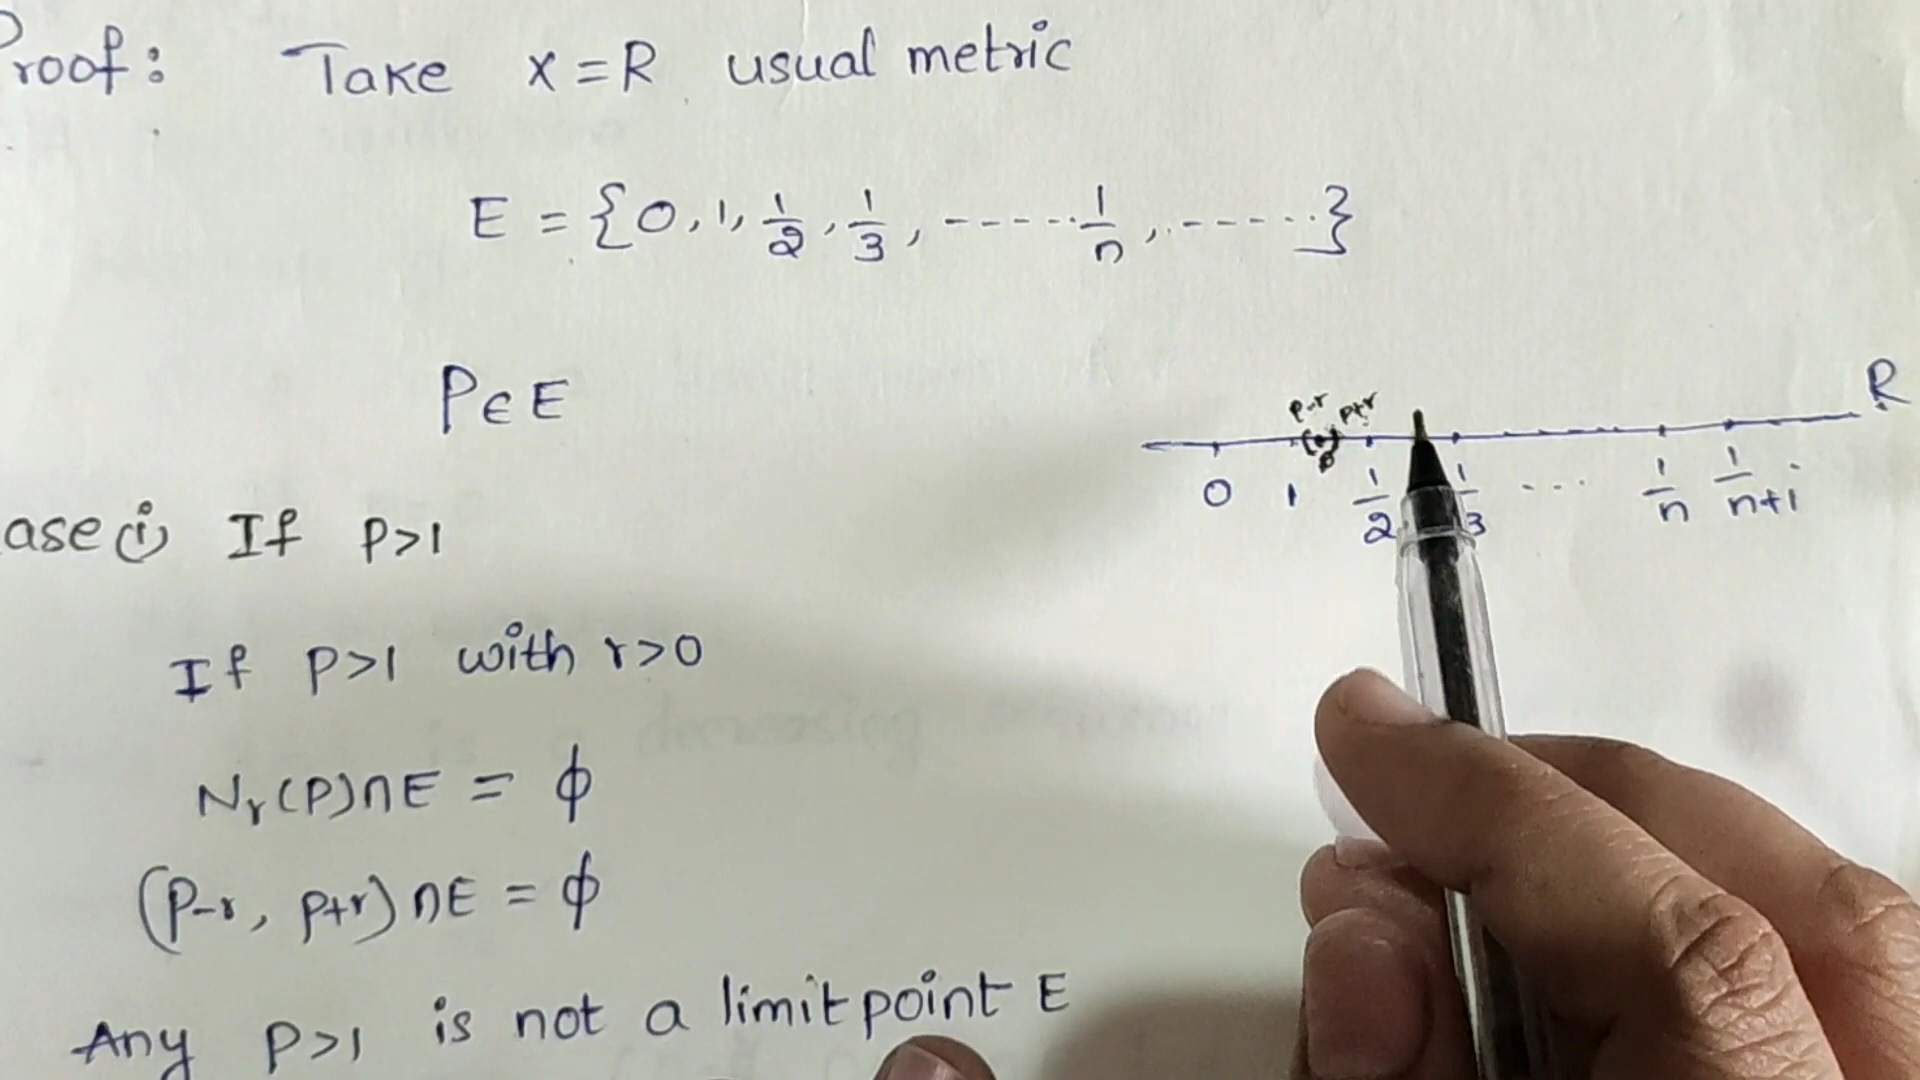 Proof: Take x = R usual metric
E = {0, 1, 1/2, 1/3, ------ 1/n, ------}
P ∈ E
R
p-r p+r
P
0 1 1/2 1/3 ... 1/n 1/n+1 .
ase (i) If P>1
If P>1 with r>0
Nr(P)∩E = ϕ
(P-r, P+r)∩E = ϕ
Any P>1 is not a limit point E